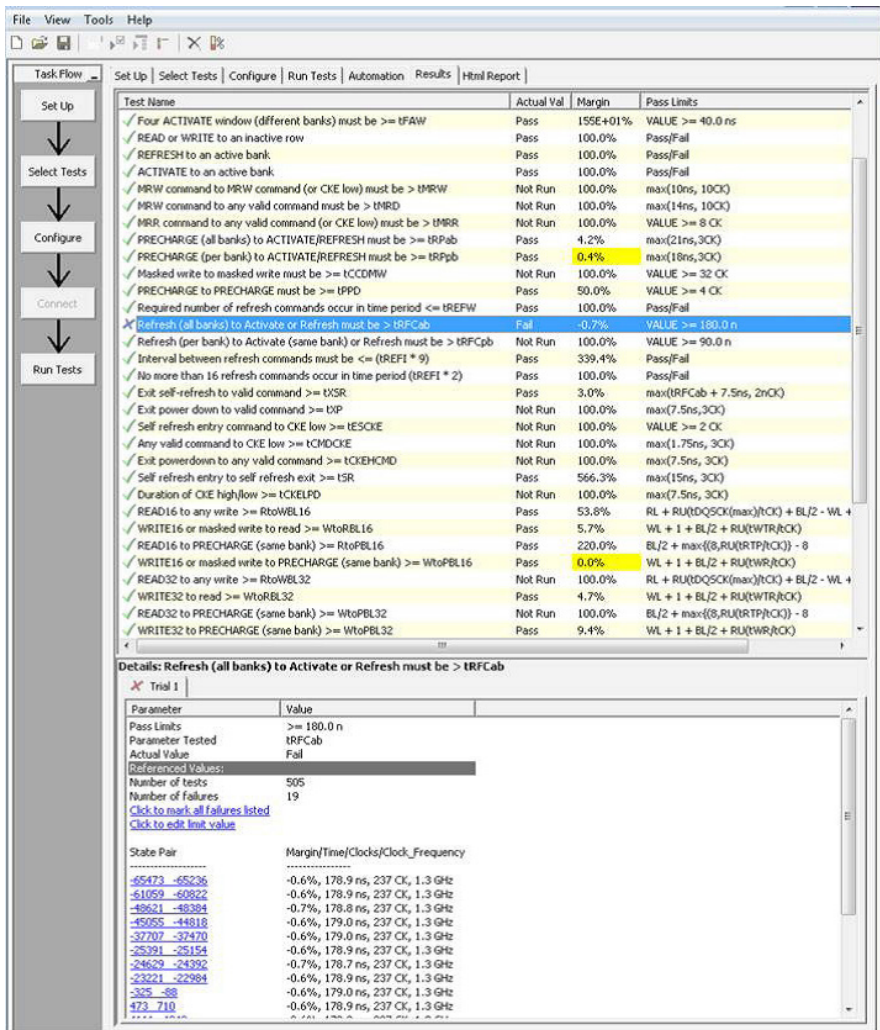 File View Tools Help
Task Flow
Set Up
Select Tests
Configure
Connect
Run Tests
Set Up Select Tests Configure Run Tests Automation Results Html Report
Test Name Actual Val Margin Pass Limits
Four ACTIVATE window (different banks) must be >= tFAW Pass 155E+01% VALUE >= 40.0 ns
READ or WRITE to an inactive row Pass 100.0% Pass/Fail
REFRESH to an active bank Pass 100.0% Pass/Fail
ACTIVATE to an active bank Pass 100.0% Pass/Fail
MRW command to MRW command (or CKE low) must be > tMRW Not Run 100.0% max(10ns, 10CK)
MRW command to any valid command must be > tMRD Not Run 100.0% max(14ns, 10CK)
MRR command to any valid command (or CKE low) must be > tMRR Not Run 100.0% VALUE >= 8 CK
PRECHARGE (all banks) to ACTIVATE/REFRESH must be >= tRPab Pass 4.2% max(21ns,3CK)
PRECHARGE (per bank) to ACTIVATE/REFRESH must be >= tRPpb Pass 0.4% max(18ns,3CK)
Masked write to masked write must be >= tCCDMW Not Run 100.0% VALUE >= 32 CK
PRECHARGE to PRECHARGE must be >= tPPD Pass 50.0% VALUE >= 4 CK
Required number of refresh commands occur in time period <= tREFW Pass 100.0% Pass/Fail
Refresh (all banks) to Activate or Refresh must be > tRFCab Fail -0.7% VALUE >= 180.0 n
Refresh (per bank) to Activate (same bank) or Refresh must be > tRFCpb Not Run 100.0% VALUE >= 90.0 n
Interval between refresh commands must be <= (tREFI * 9) Pass 339.4% Pass/Fail
No more than 16 refresh commands occur in time period (tREFI * 2) Pass 100.0% Pass/Fail
Exit self-refresh to valid command >= tXSR Pass 3.0% max(tRFCab + 7.5ns, 2nCK)
Exit power down to valid command >= tXP Not Run 100.0% max(7.5ns,3CK)
Self refresh entry command to CKE low >= tESCKE Not Run 100.0% VALUE >= 2 CK
Any valid command to CKE low >= tCMDCKE Not Run 100.0% max(1.75ns, 3CK)
Exit powerdown to any valid command >= tCKEHCMD Not Run 100.0% max(7.5ns, 3CK)
Self refresh entry to self refresh exit >= tSR Pass 566.3% max(15ns, 3CK)
Duration of CKE high/low >= tCKELPD Not Run 100.0% max(7.5ns, 3CK)
READ16 to any write >= RtoWBL16 Pass 53.8% RL + RU(tDQSCK(max)/tCK) + BL/2 - WL +
WRITE16 or masked write to read >= WtoRBL16 Pass 5.7% WL + 1 + BL/2 + RU(tWTR/tCK)
READ16 to PRECHARGE (same bank) >= RtoPBL16 Pass 220.0% BL/2 + max{(8,RU(tRTP/tCK)} - 8
WRITE16 or masked write to PRECHARGE (same bank) >= WtoPBL16 Pass 0.0% WL + 1 + BL/2 + RU(tWR/tCK)
READ32 to any write >= RtoWBL32 Not Run 100.0% RL + RU(tDQSCK(max)/tCK) + BL/2 - WL +
WRITE32 to read >= WtoRBL32 Pass 4.7% WL + 1 + BL/2 + RU(tWTR/tCK)
READ32 to PRECHARGE (same bank) >= WtoPBL32 Not Run 100.0% BL/2 + max{(8,RU(tRTP/tCK)} - 8
WRITE32 to PRECHARGE (same bank) >= WtoPBL32 Pass 9.4% WL + 1 + BL/2 + RU(tWR/tCK)
Details: Refresh (all banks) to Activate or Refresh must be > tRFCab
Trial 1
Parameter Value
Pass Limits >= 180.0 n
Parameter Tested tRFCab
Actual Value Fail
Referenced Values:
Number of tests 505
Number of failures 19
Click to mark all failures listed
Click to edit limit value
State Pair Margin/Time/Clocks/Clock_Frequency
------------------- ----------------
-65473 -65236 -0.6%, 178.9 ns, 237 CK, 1.3 GHz
-61059 -60822 -0.6%, 178.9 ns, 237 CK, 1.3 GHz
-48621 -48384 -0.7%, 178.8 ns, 237 CK, 1.3 GHz
-45055 -44818 -0.6%, 179.0 ns, 237 CK, 1.3 GHz
-37707 -37470 -0.6%, 179.0 ns, 237 CK, 1.3 GHz
-25391 -25154 -0.6%, 178.9 ns, 237 CK, 1.3 GHz
-24629 -24392 -0.7%, 178.7 ns, 237 CK, 1.3 GHz
-23221 -22984 -0.6%, 178.9 ns, 237 CK, 1.3 GHz
-325 -88 -0.6%, 179.0 ns, 237 CK, 1.3 GHz
473 710 -0.6%, 178.9 ns, 237 CK, 1.3 GHz